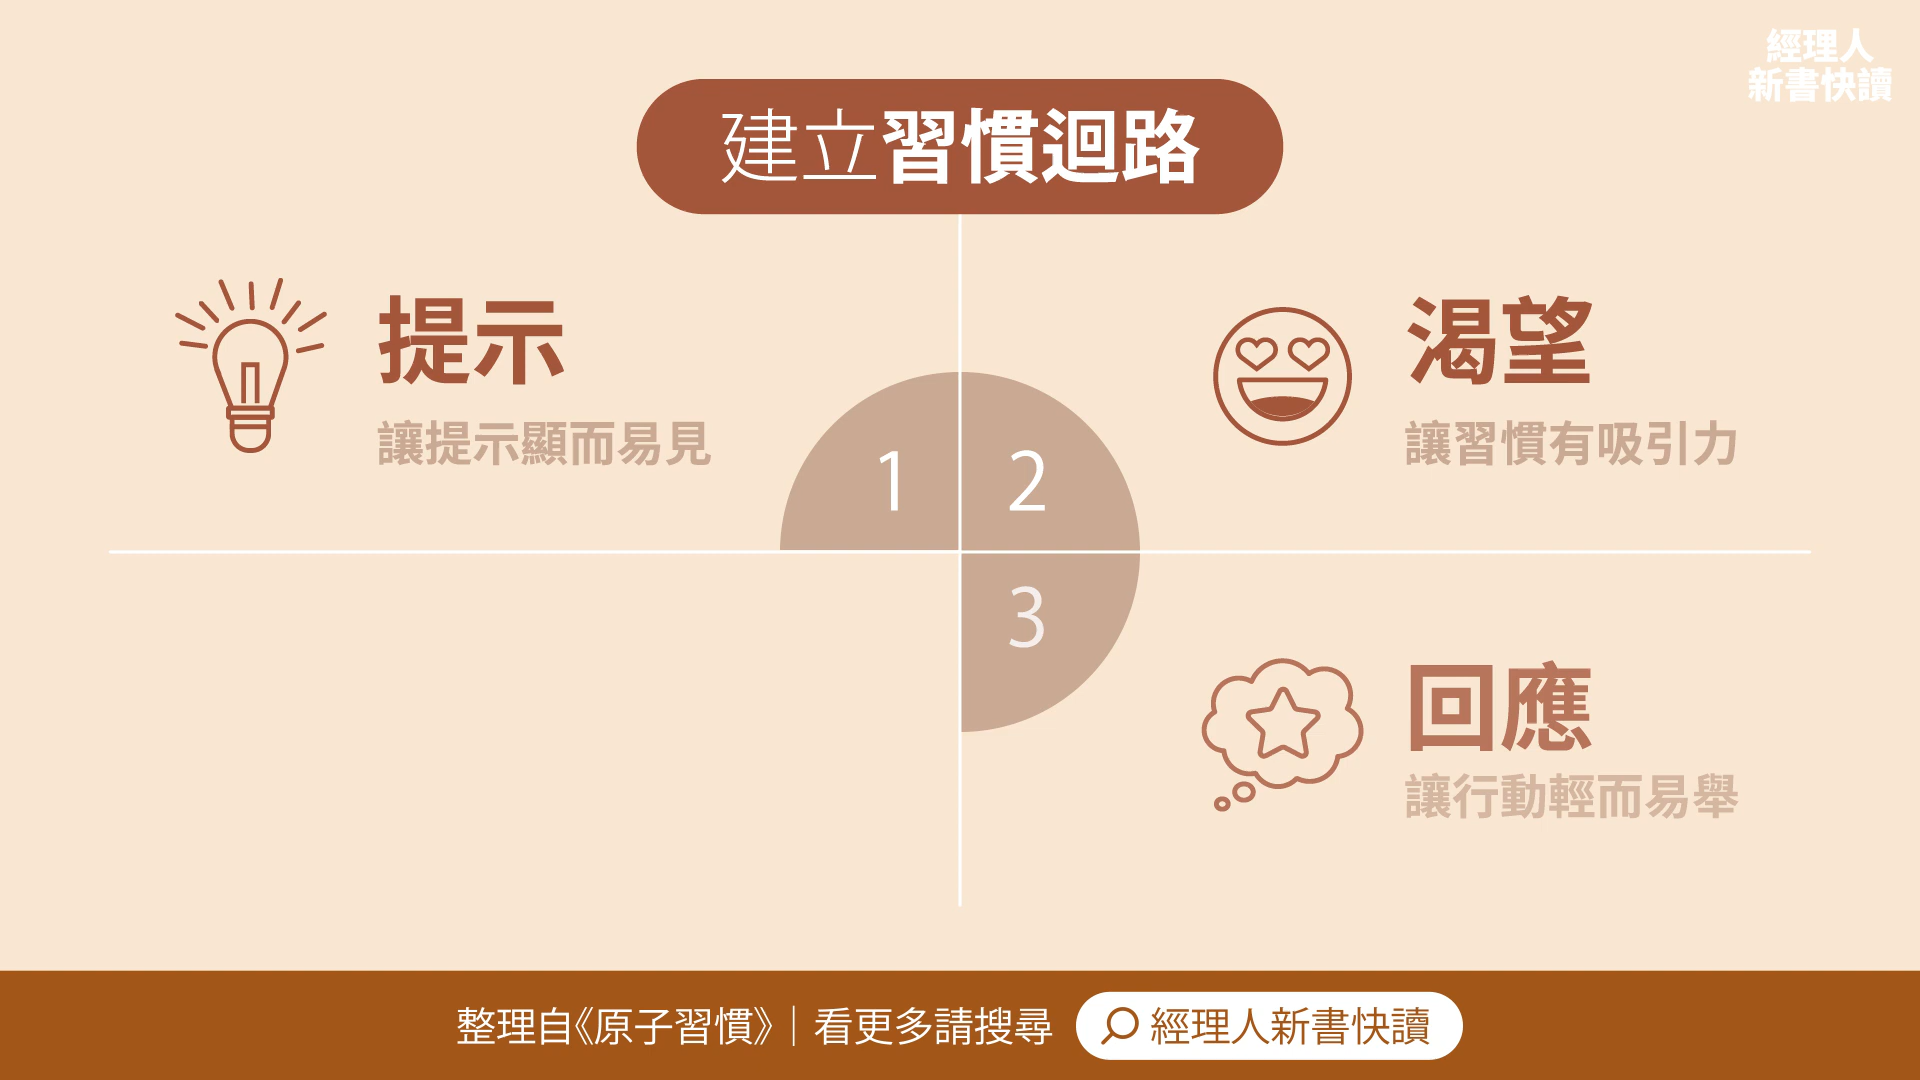 經理人
新書快讀
建立習慣迴路
提示
讓提示顯而易見
渴望
讓習慣有吸引力
1
2
3
回應
讓行動輕而易舉
整理自《原子習慣》｜看更多請搜尋
經理人新書快讀